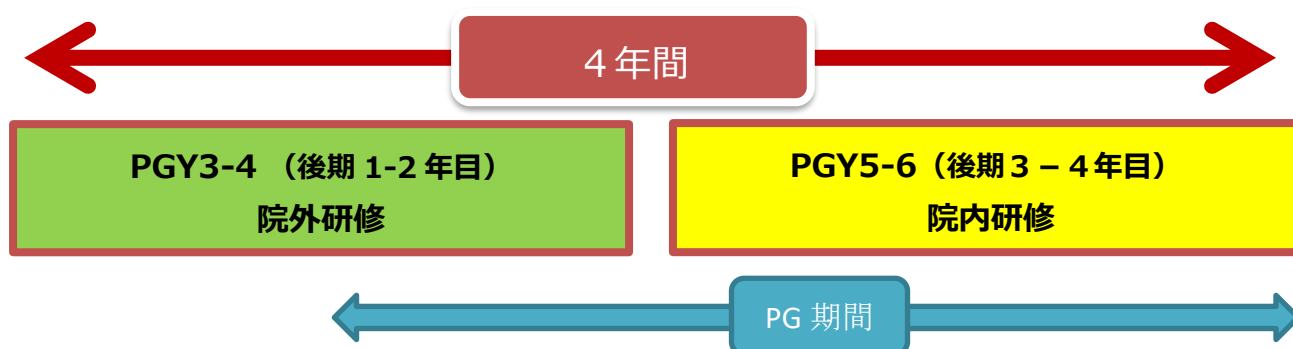 ４年間
PGY3-4 （後期 1-2 年目）
院外研修
PGY5-6（後期３－４年目）
院内研修
PG 期間